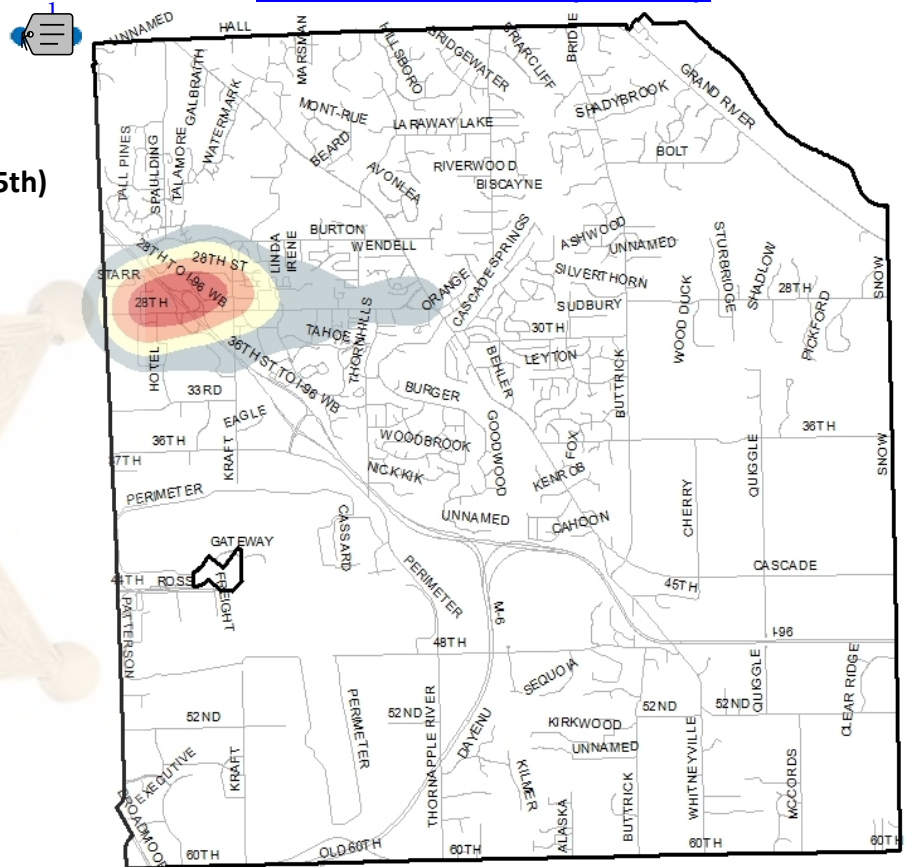 1
UNNAMED
HALL
MARSMAN
HILLSBORO
BRIDGEWATER
BRIARCLIFF
BRIDGE
GRAND RIVER
GALBRAITH
WATERMARK
MONT-RUE
LARAWAY LAKE
SHADYBROOK
TALL PINES
SPAULDING
TALAMORE
BEARD
AVONLEA
RIVERWOOD
BISCAYNE
BOLT
5th)
BURTON
WENDELL
LINDA
IRENE
28TH TO I-96 WB
28TH ST
STARR
28TH
ORANGE
CASCADE SPRINGS
ASHWOOD
UNNAMED
SILVERTHORN
SUDBURY
STURBRIDGE
SHADLOW
28TH
SNOW
WOOD DUCK
PICKFORD
TAHOE
THORNHILLS
30TH
LEYTON
BEHLER
BUTTRICK
HOTEL
36TH ST TO I-96 WB
33RD
EAGLE
BURGER
GOODWOOD
36TH
KRAFT
WOODBROOK
FOX
36TH
QUIGGLE
SNOW
37TH
NICKKIK
KENROB
PERIMETER
UNNAMED
CAHOON
CHERRY
CASSARD
GATEWAY
CASCADE
44TH
ROSS
FREIGHT
PERIMETER
45TH
PATTERSON
M-6
I-96
48TH
SEQUOIA
QUIGGLE
CLEAR RIDGE
52ND
PERIMETER
52ND
THORNAPPLE RIVER
DAYENU
KIRKWOOD
UNNAMED
52ND
52ND
WHITNEYVILLE
EXECUTIVE
KRAFT
KILMER
ALASKA
BUTTRICK
MCCORDS
BROADMOOR
60TH
OLD 60TH
60TH
60TH
60TH